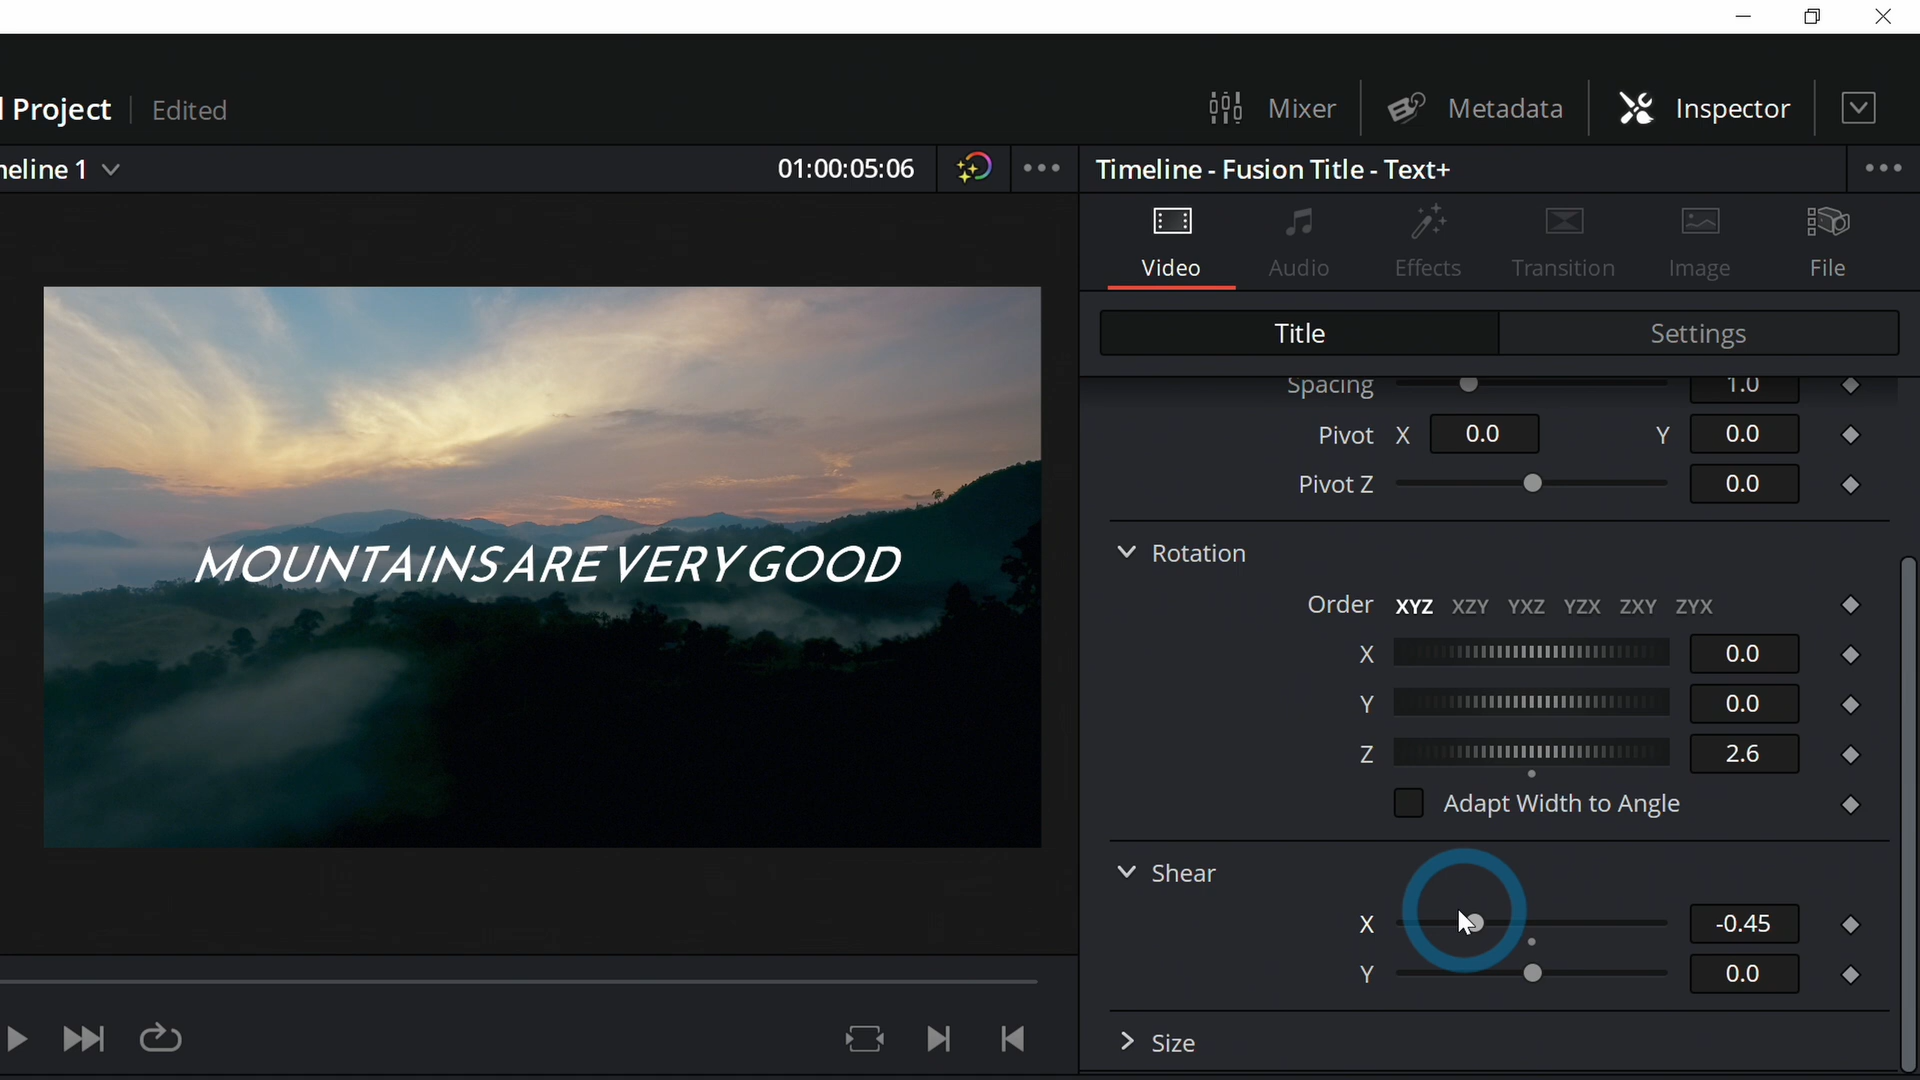 l Project Edited Mixer Metadata Inspector
neline 1 01:00:05:06 Timeline - Fusion Title - Text+
Video Audio Effects Transition Image File
Title Settings
Spacing 1.0
Pivot X 0.0 Y 0.0
Pivot Z 0.0
Rotation
MOUNTAINS ARE VERY GOOD
Order XYZ XZY YXZ YZX ZXY ZYX
X 0.0
Y 0.0
Z 2.6
Adapt Width to Angle
Shear
X -0.45
Y 0.0
Size